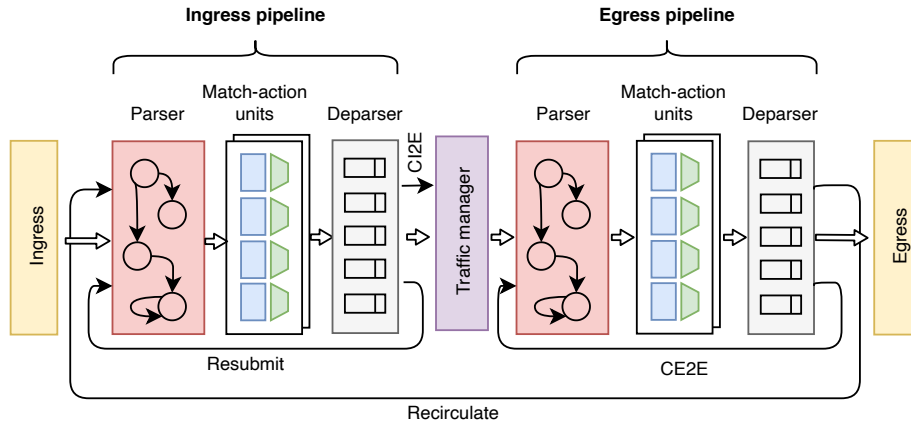 Ingress pipeline
Egress pipeline
Parser
Match-action
units
Deparser
Parser
Match-action
units
Deparser
Ingress
CI2E
Traffic manager
Egress
Resubmit
CE2E
Recirculate